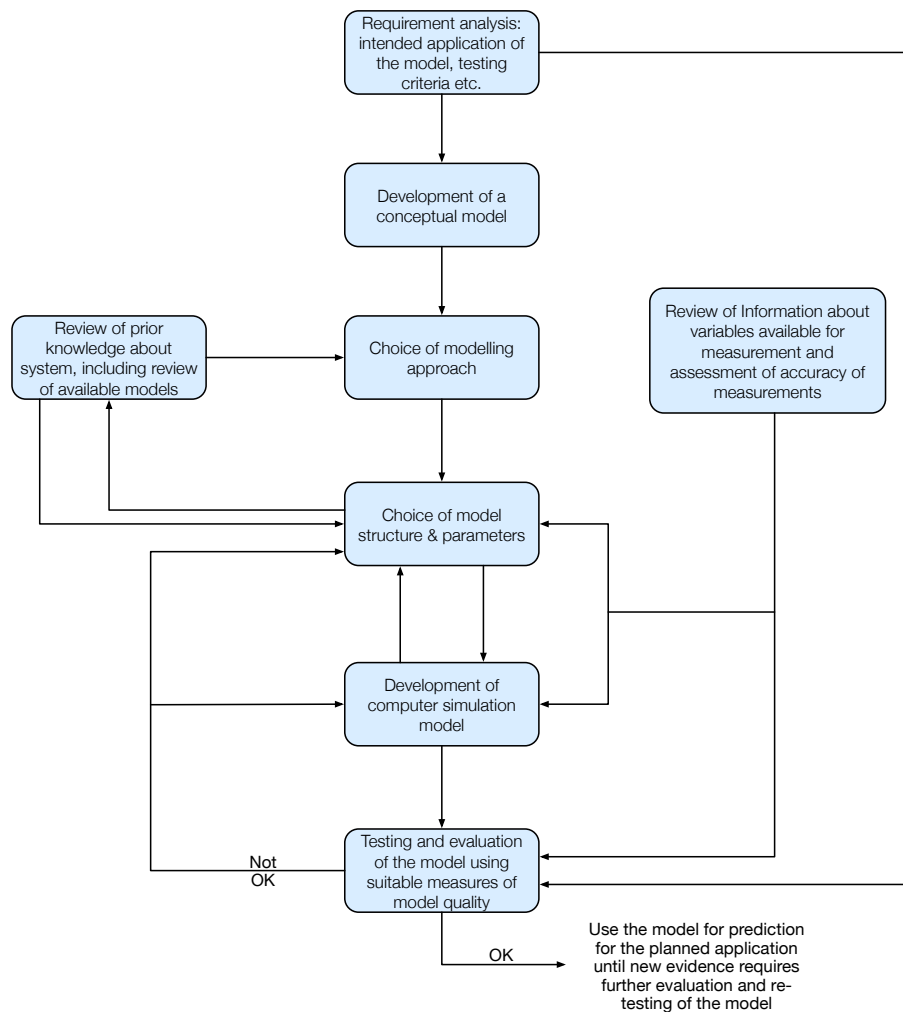 Requirement analysis:
intended application of
the model, testing
criteria etc.
Development of a
conceptual model
Review of prior
knowledge about
system, including review
of available models
Choice of modelling
approach
Review of Information about
variables available for
measurement and
assessment of accuracy of
measurements
Choice of model
structure & parameters
Development of
computer simulation
model
Testing and evaluation
of the model using
suitable measures of
model quality
Not
OK
OK
Use the model for prediction
for the planned application
until new evidence requires
further evaluation and re-
testing of the model